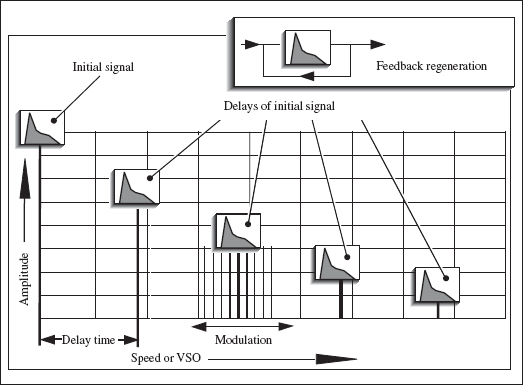 Feedback regeneration
Initial signal
Delays of initial signal
Amplitude
Delay time
Modulation
Speed or VSO